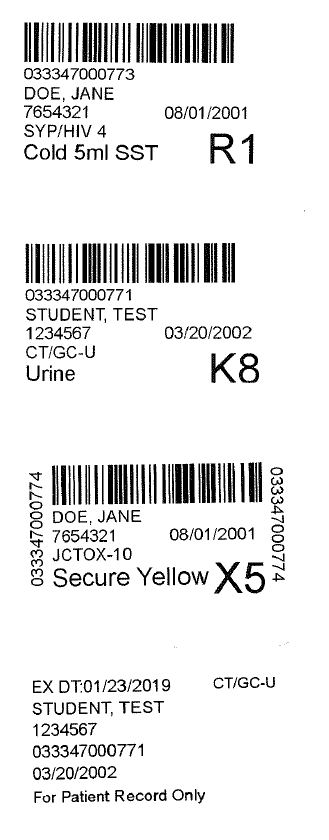 033347000773
DOE, JANE
7654321 08/01/2001
SYP/HIV 4
Cold 5ml SST R1
033347000771
STUDENT, TEST
1234567 03/20/2002
CT/GC-U
Urine K8
033347000774
DOE, JANE
7654321 08/01/2001
JCTOX-10
Secure Yellow X5
033347000774
EX DT:01/23/2019 CT/GC-U
STUDENT, TEST
1234567
033347000771
03/20/2002
For Patient Record Only